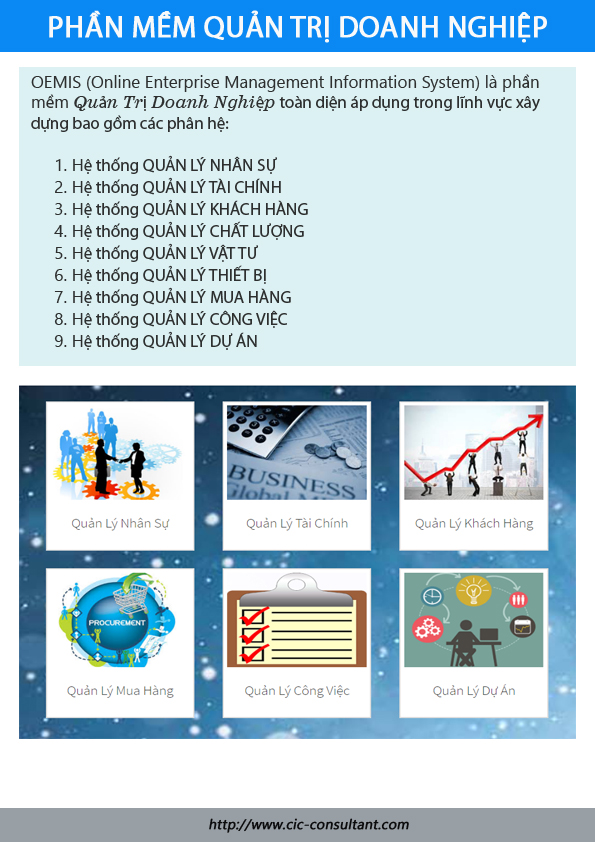 PHẦN MỀM QUẢN TRỊ DOANH NGHIỆP
OEMIS (Online Enterprise Management Information System) là phần
mềm Quản Trị Doanh Nghiệp toàn diện áp dụng trong lĩnh vực xây
dựng bao gồm các phân hệ:
1. Hệ thống QUẢN LÝ NHÂN SỰ
2. Hệ thống QUẢN LÝ TÀI CHÍNH
3. Hệ thống QUẢN LÝ KHÁCH HÀNG
4. Hệ thống QUẢN LÝ CHẤT LƯỢNG
5. Hệ thống QUẢN LÝ VẬT TƯ
6. Hệ thống QUẢN LÝ THIẾT BỊ
7. Hệ thống QUẢN LÝ MUA HÀNG
8. Hệ thống QUẢN LÝ CÔNG VIỆC
9. Hệ thống QUẢN LÝ DỰ ÁN
BUSINESS
Global M
Quản Lý Nhân Sự
Quản Lý Tài Chính
Quản Lý Khách Hàng
PROCUREMENT
Quản Lý Mua Hàng
Quản Lý Công Việc
Quản Lý Dự Án
http://www.cic-consultant.com